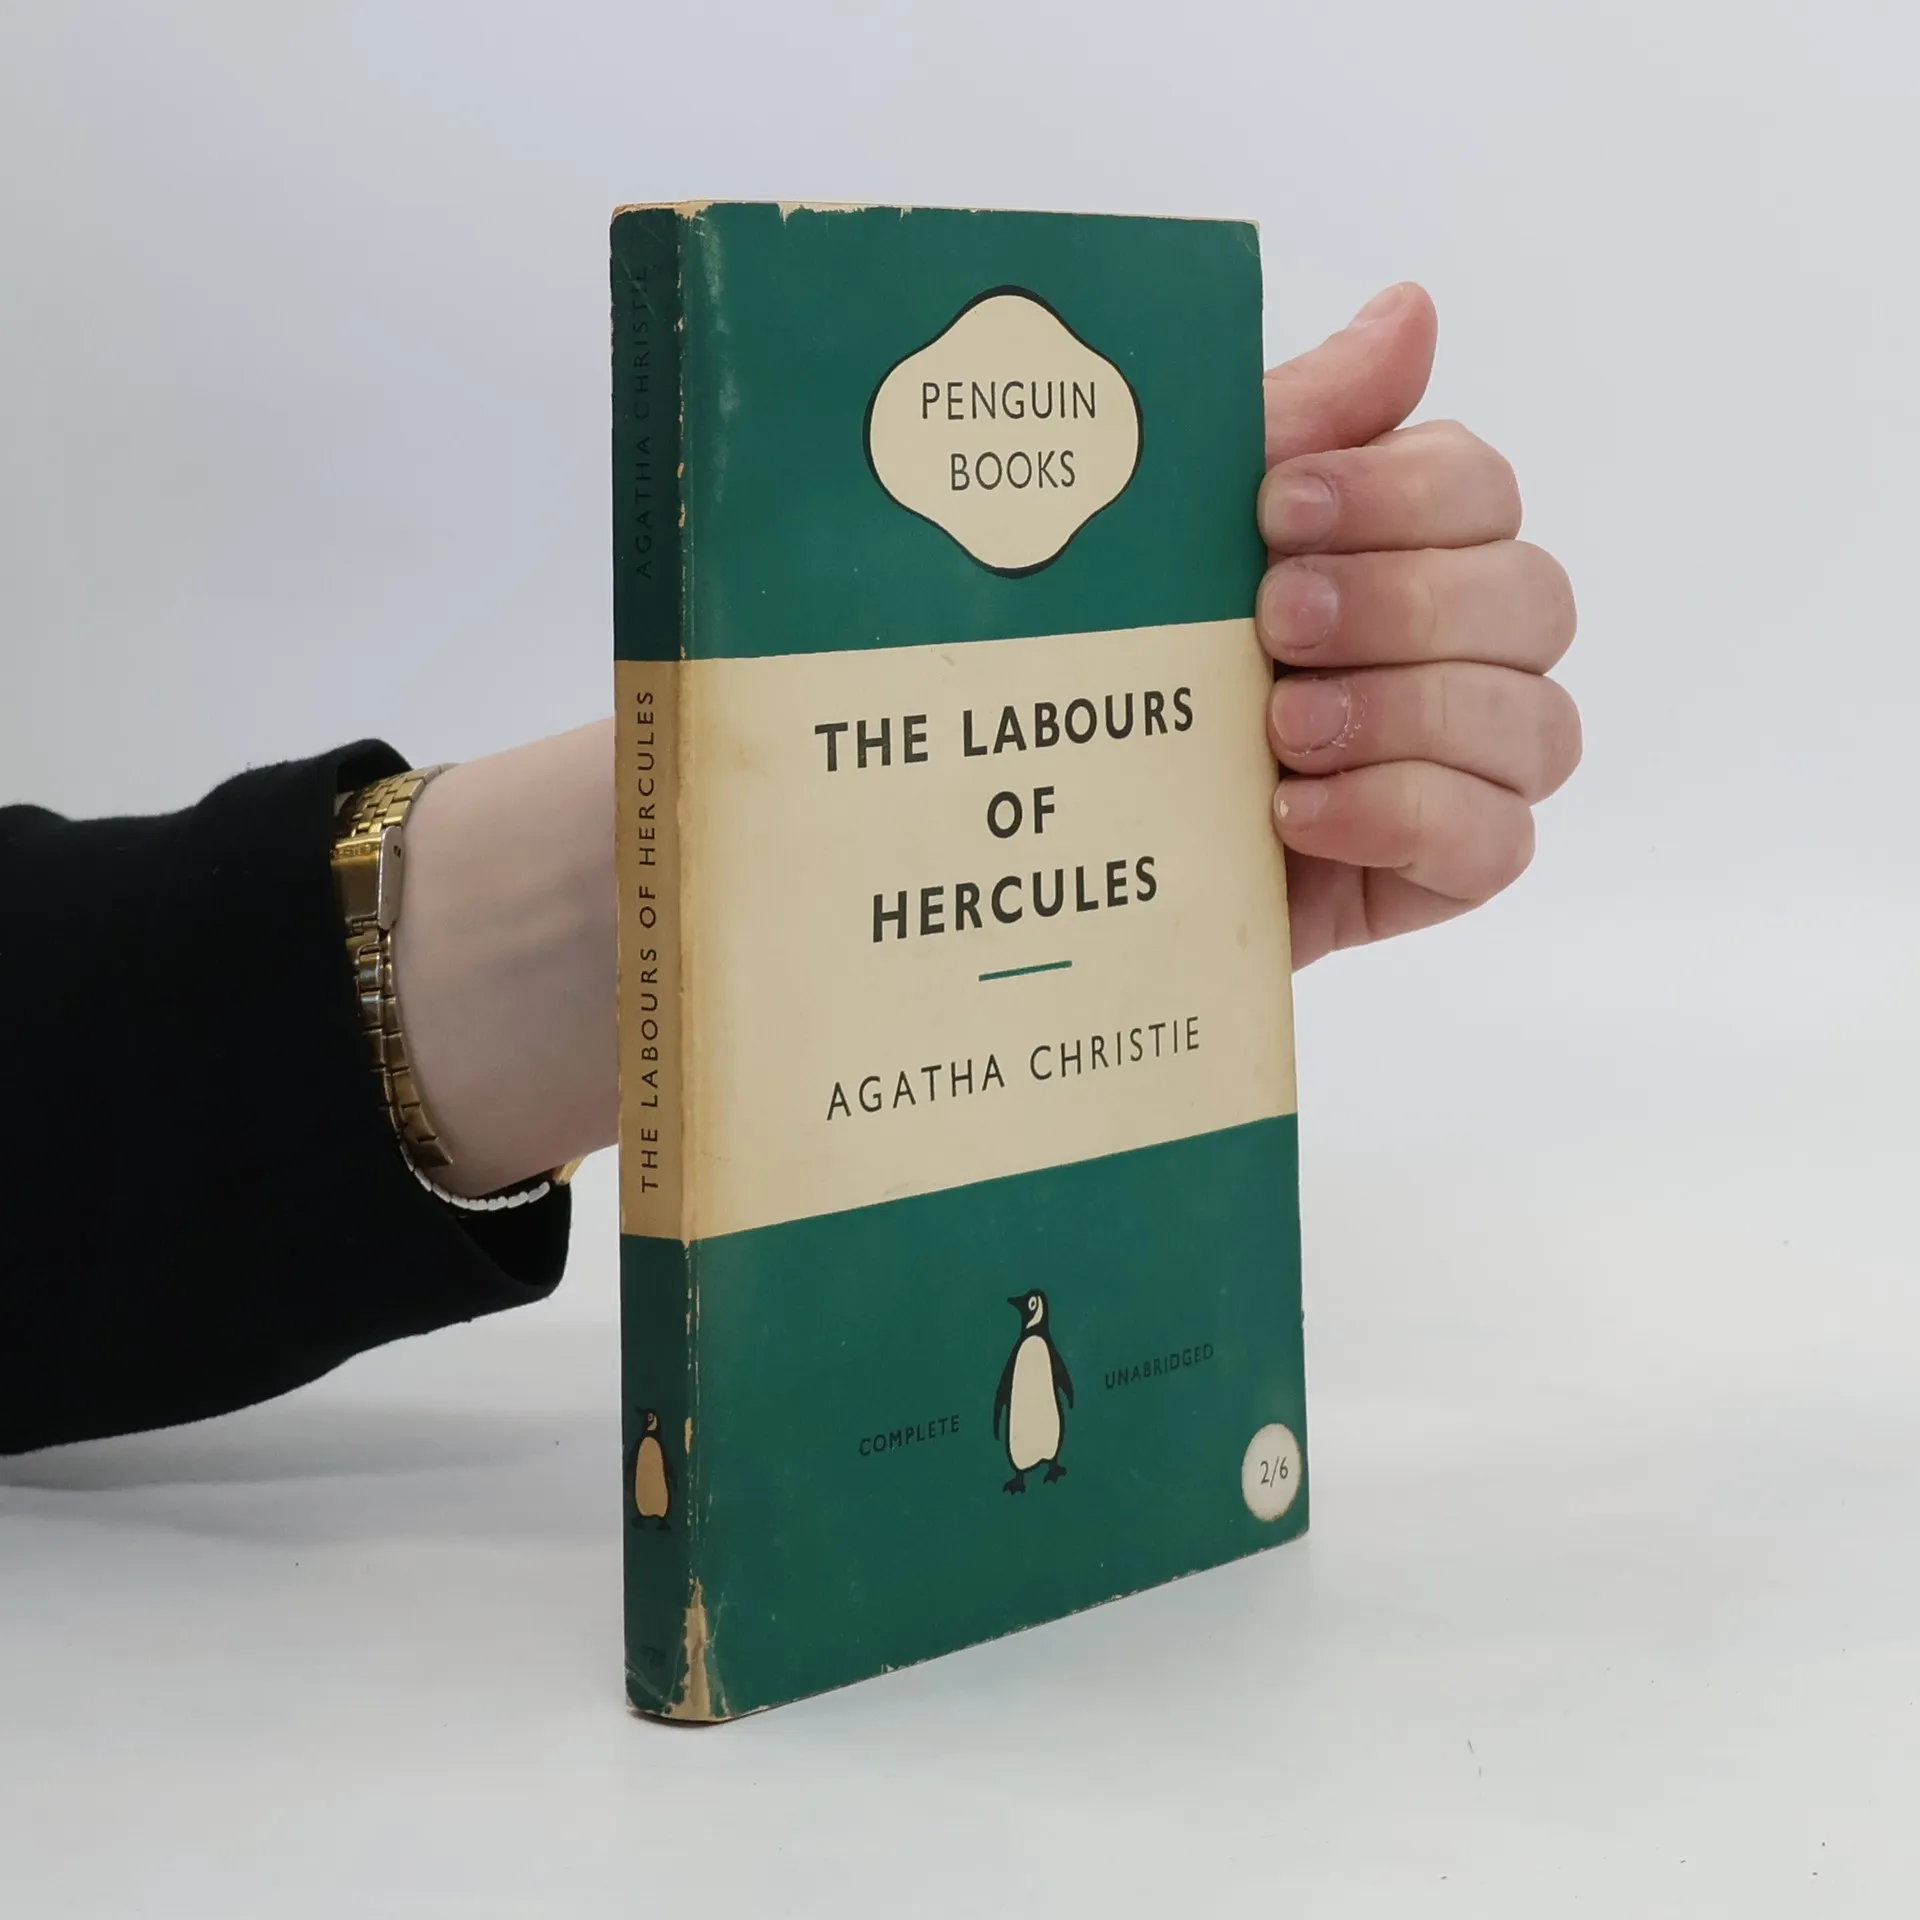 AGATHA CHRISTIE
THE LABOURS OF HERCULES
PENGUIN
BOOKS
THE LABOURS
OF
HERCULES
AGATHA CHRISTIE
COMPLETE
UNABRIDGED
2/6